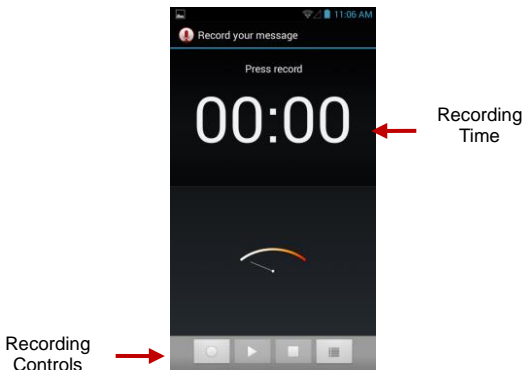 11:06 AM
Record your message
Press record
00:00
Recording
Time
Recording
Controls